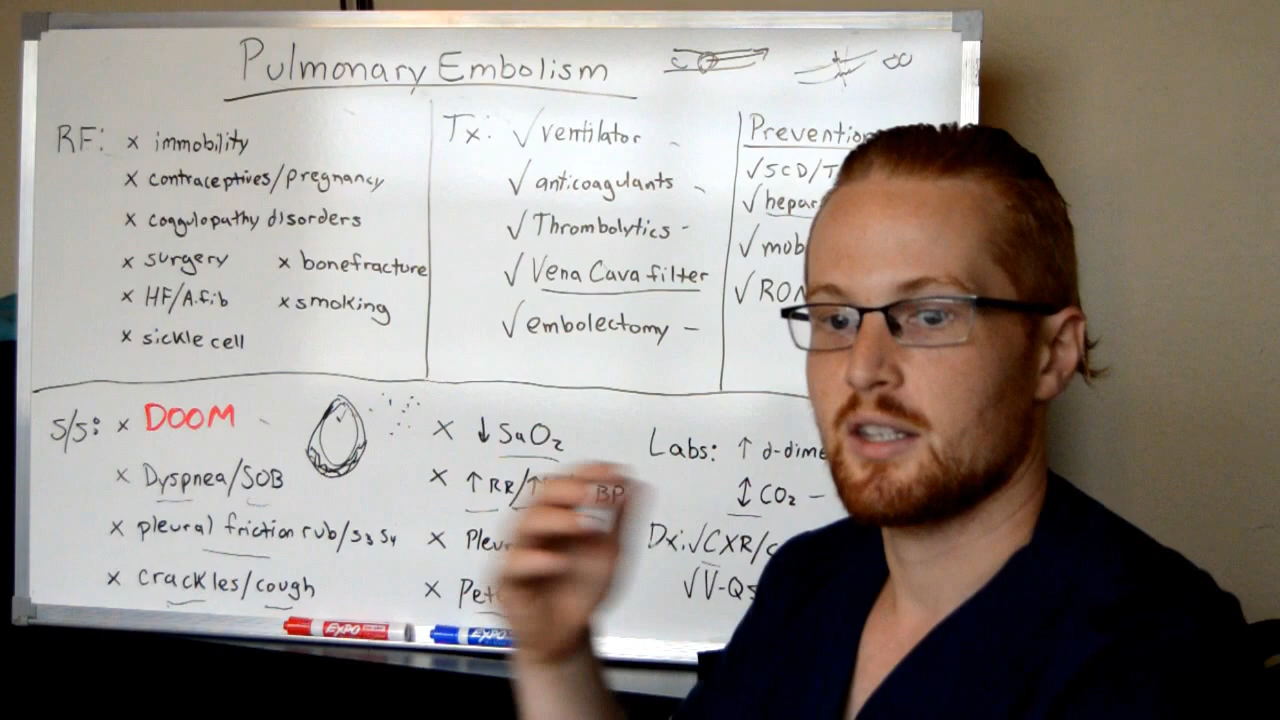 Pulmonary Embolism
RF: x immobility
x contraceptives/pregnancy
x coagulopathy disorders
x surgery x bonefracture
x HF/A.fib x smoking
x sickle cell
Tx: √ ventilator
√ anticoagulants
√ Thrombolytics -
√ Vena Cava filter
√ embolectomy -
Preventio
√ SCD/T
√ hepar
√ mob
√ ROM
S/S: x DOOM
x Dyspnea/SOB
x pleural friction rub/S3 S4
x crackles/cough
x ↓ SaO2
x ↑ RR/↑ BP
x Pleu
x Pet
Labs: ↑ d-dime
↕ CO2 -
Dx: √ CXR/c
√ V-Q
EXPO
EXPO